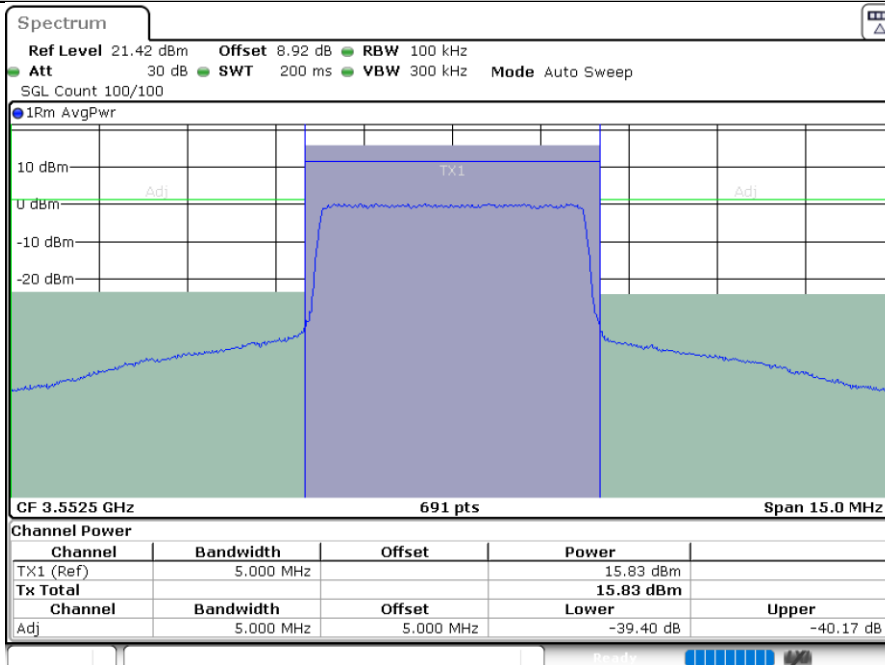 Spectrum
Ref Level 21.42 dBm Offset 8.92 dB RBW 100 kHz
Att 30 dB SWT 200 ms VBW 300 kHz Mode Auto Sweep
SGL Count 100/100
1Rm AvgPwr
10 dBm
TX1
Adj Adj
0 dBm
-10 dBm
-20 dBm
CF 3.5525 GHz 691 pts Span 15.0 MHz
Channel Power
Channel Bandwidth Offset Power
TX1 (Ref) 5.000 MHz 15.83 dBm
Tx Total 15.83 dBm
Channel Bandwidth Offset Lower Upper
Adj 5.000 MHz 5.000 MHz -39.40 dB -40.17 dB
Ready